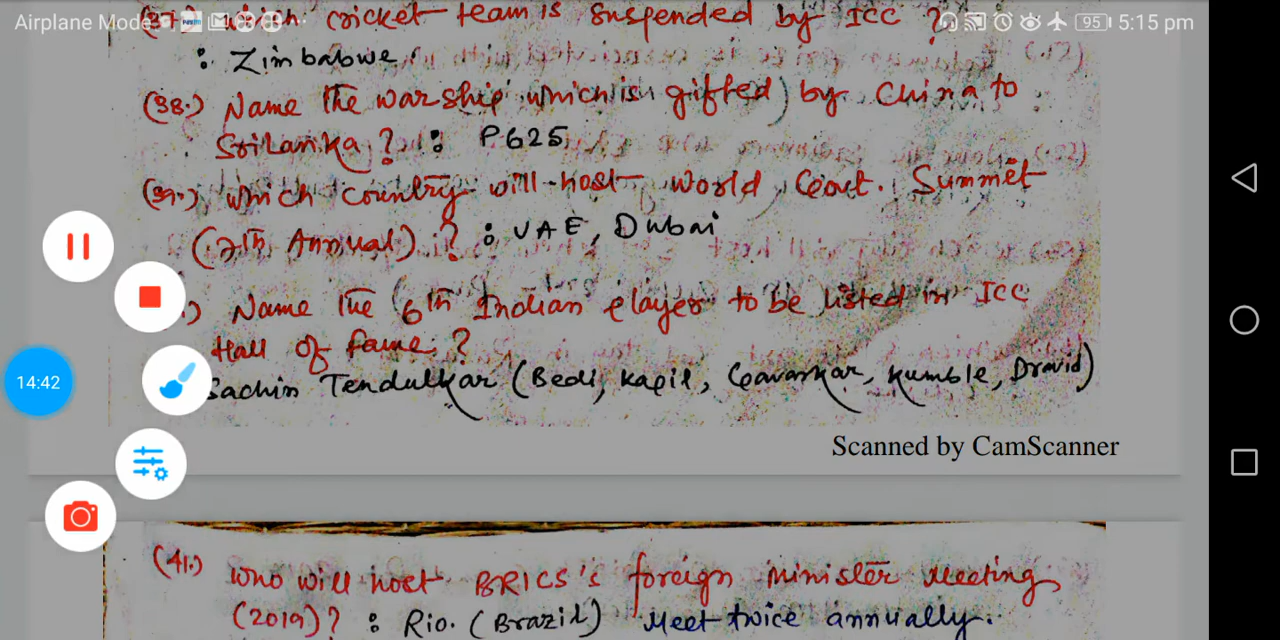 Airplane Mode
95 5:15 pm
which cricket team is suspended by ICC ?
: Zimbabwe.
(38.) Name the warship which is gifted by China to
SriLanka ? : P625
(39.) which country will host world Govt. Summit
(7th Annual) ? : UAE, Dubai
.) Name the 6th Indian player to be listed in ICC
Hall of fame ?
Sachin Tendulkar (Bedi, Kapil, Gavaskar, Kumble, Dravid)
14:42
Scanned by CamScanner
(41.) who will host BRICS's foreign minister meeting
(2019) ? : Rio. (Brazil) Meet twice annually.